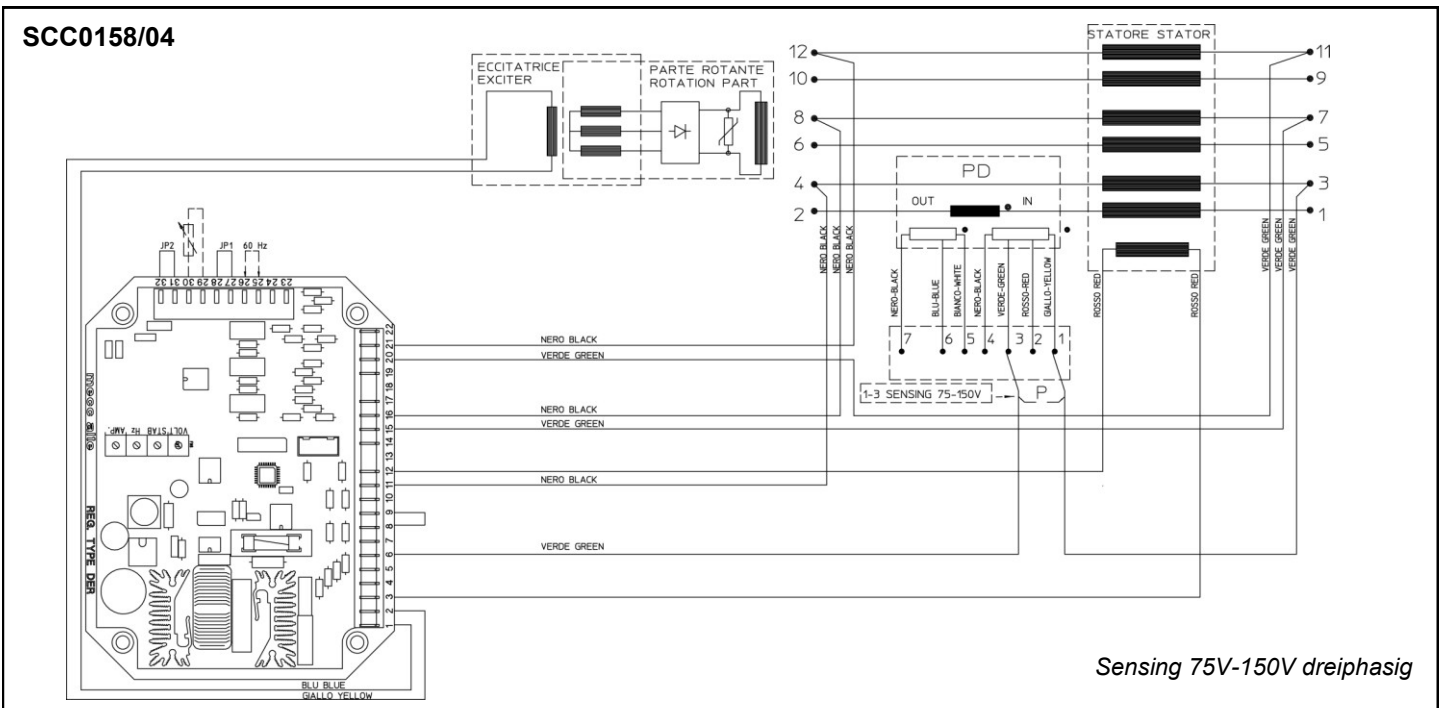 SCC0158/04
ECCITATRICE
EXCITER
PARTE ROTANTE
ROTATION PART
STATORE STATOR
12
10
8
6
4
2
11
9
7
5
3
1
PD
OUT
IN
NERO BLACK
NERO BLACK
NERO BLACK
VERDE GREEN
VERDE GREEN
VERDE GREEN
ROSSO RED
ROSSO RED
NERO-BLACK
BLU-BLUE
BIANCO-WHITE
NERO-BLACK
VERDE-GREEN
ROSSO-RED
GIALLO-YELLOW
7 6 5 4 3 2 1
P
1-3 SENSING 75-150V
JP2 JP1 60 Hz
32 31 30 29 28 27 26 25 24 23
22
21
20
19
18
17
16
15
14
13
12
11
10
9
8
7
6
5
4
3
2
1
NERO BLACK
VERDE GREEN
NERO BLACK
VERDE GREEN
NERO BLACK
VERDE GREEN
mecc alte
VOLT STAB Hz AMP.
REG. TYPE DER
BLU BLUE
GIALLO YELLOW
Sensing 75V-150V dreiphasig